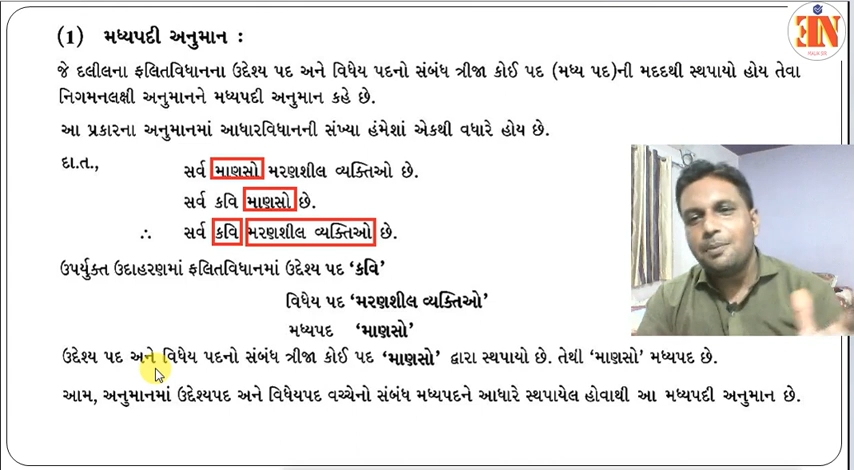 (1) મધ્યપદી અનુમાન :
જે દલીલના ફલિતવિધાનના ઉદ્દેશ્ય પદ અને વિધેય પદનો સંબંધ ત્રીજા કોઈ પદ (મધ્ય પદ)ની મદદથી સ્થપાયો હોય તેવા
નિગમનલક્ષી અનુમાનને મધ્યપદી અનુમાન કહે છે.
આ પ્રકારના અનુમાનમાં આધારવિધાનની સંખ્યા હંમેશાં એકથી વધારે હોય છે.
દા.ત., સર્વ માણસો મરણશીલ વ્યક્તિઓ છે.
સર્વ કવિ માણસો છે.
∴ સર્વ કવિ મરણશીલ વ્યક્તિઓ છે.
ઉપર્યુક્ત ઉદાહરણમાં ફલિતવિધાનમાં ઉદ્દેશ્ય પદ ‘કવિ’
વિધેય પદ ‘મરણશીલ વ્યક્તિઓ’
મધ્યપદ ‘માણસો’
ઉદ્દેશ્ય પદ અને વિધેય પદનો સંબંધ ત્રીજા કોઈ પદ ‘માણસો’ દ્વારા સ્થપાયો છે. તેથી ‘માણસો’ મધ્યપદ છે.
આમ, અનુમાનમાં ઉદ્દેશ્યપદ અને વિધેયપદ વચ્ચેનો સંબંધ મધ્યપદને આધારે સ્થપાયેલ હોવાથી આ મધ્યપદી અનુમાન છે.
EN
MALIK SIR